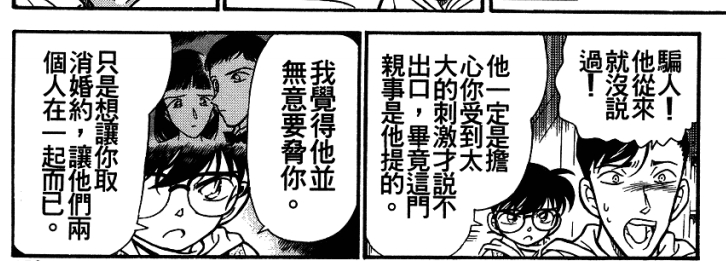 騙人！
他從來
就沒說
過！
他一定是擔
心你受到太
大的刺激才說不
出口，畢竟這門
親事是他提的。
我覺得他並
無意要脅你。
只是想讓你取
消婚約，讓他們兩
個人在一起而已。